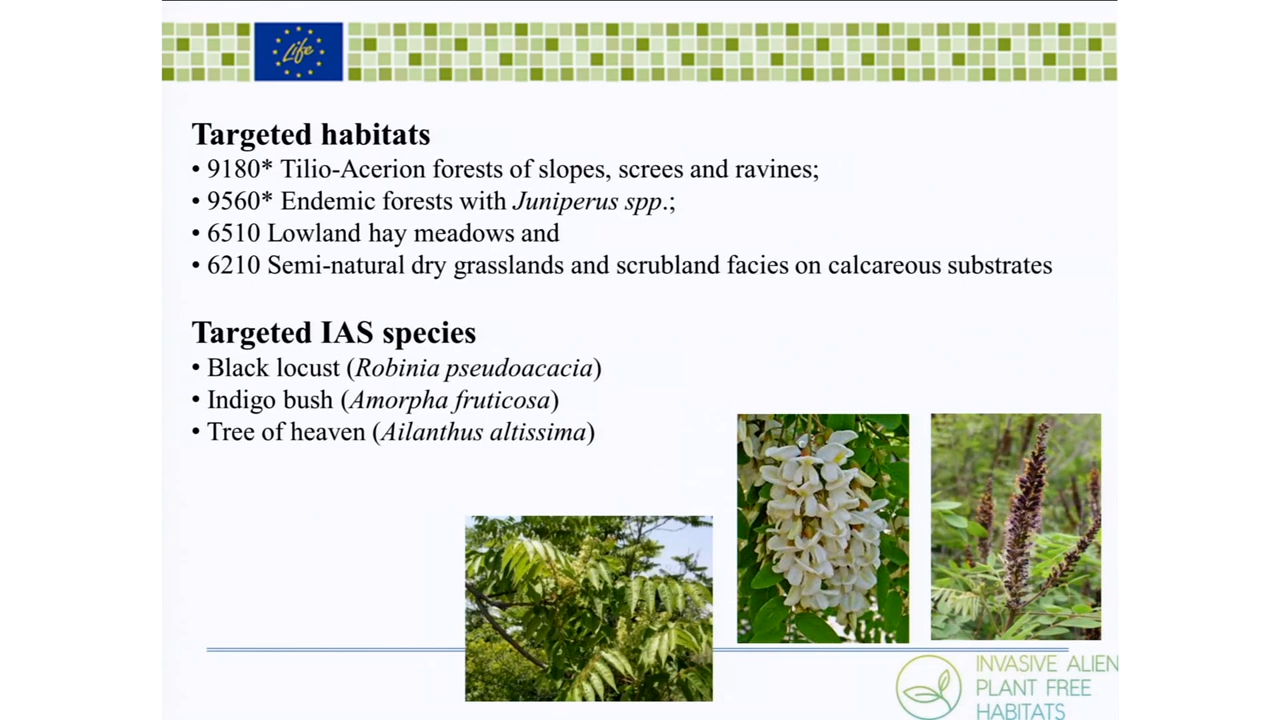 Life
Targeted habitats
• 9180* Tilio-Acerion forests of slopes, screes and ravines;
• 9560* Endemic forests with Juniperus spp.;
• 6510 Lowland hay meadows and
• 6210 Semi-natural dry grasslands and scrubland facies on calcareous substrates
Targeted IAS species
• Black locust (Robinia pseudoacacia)
• Indigo bush (Amorpha fruticosa)
• Tree of heaven (Ailanthus altissima)
INVASIVE ALIEN
PLANT FREE
HABITATS